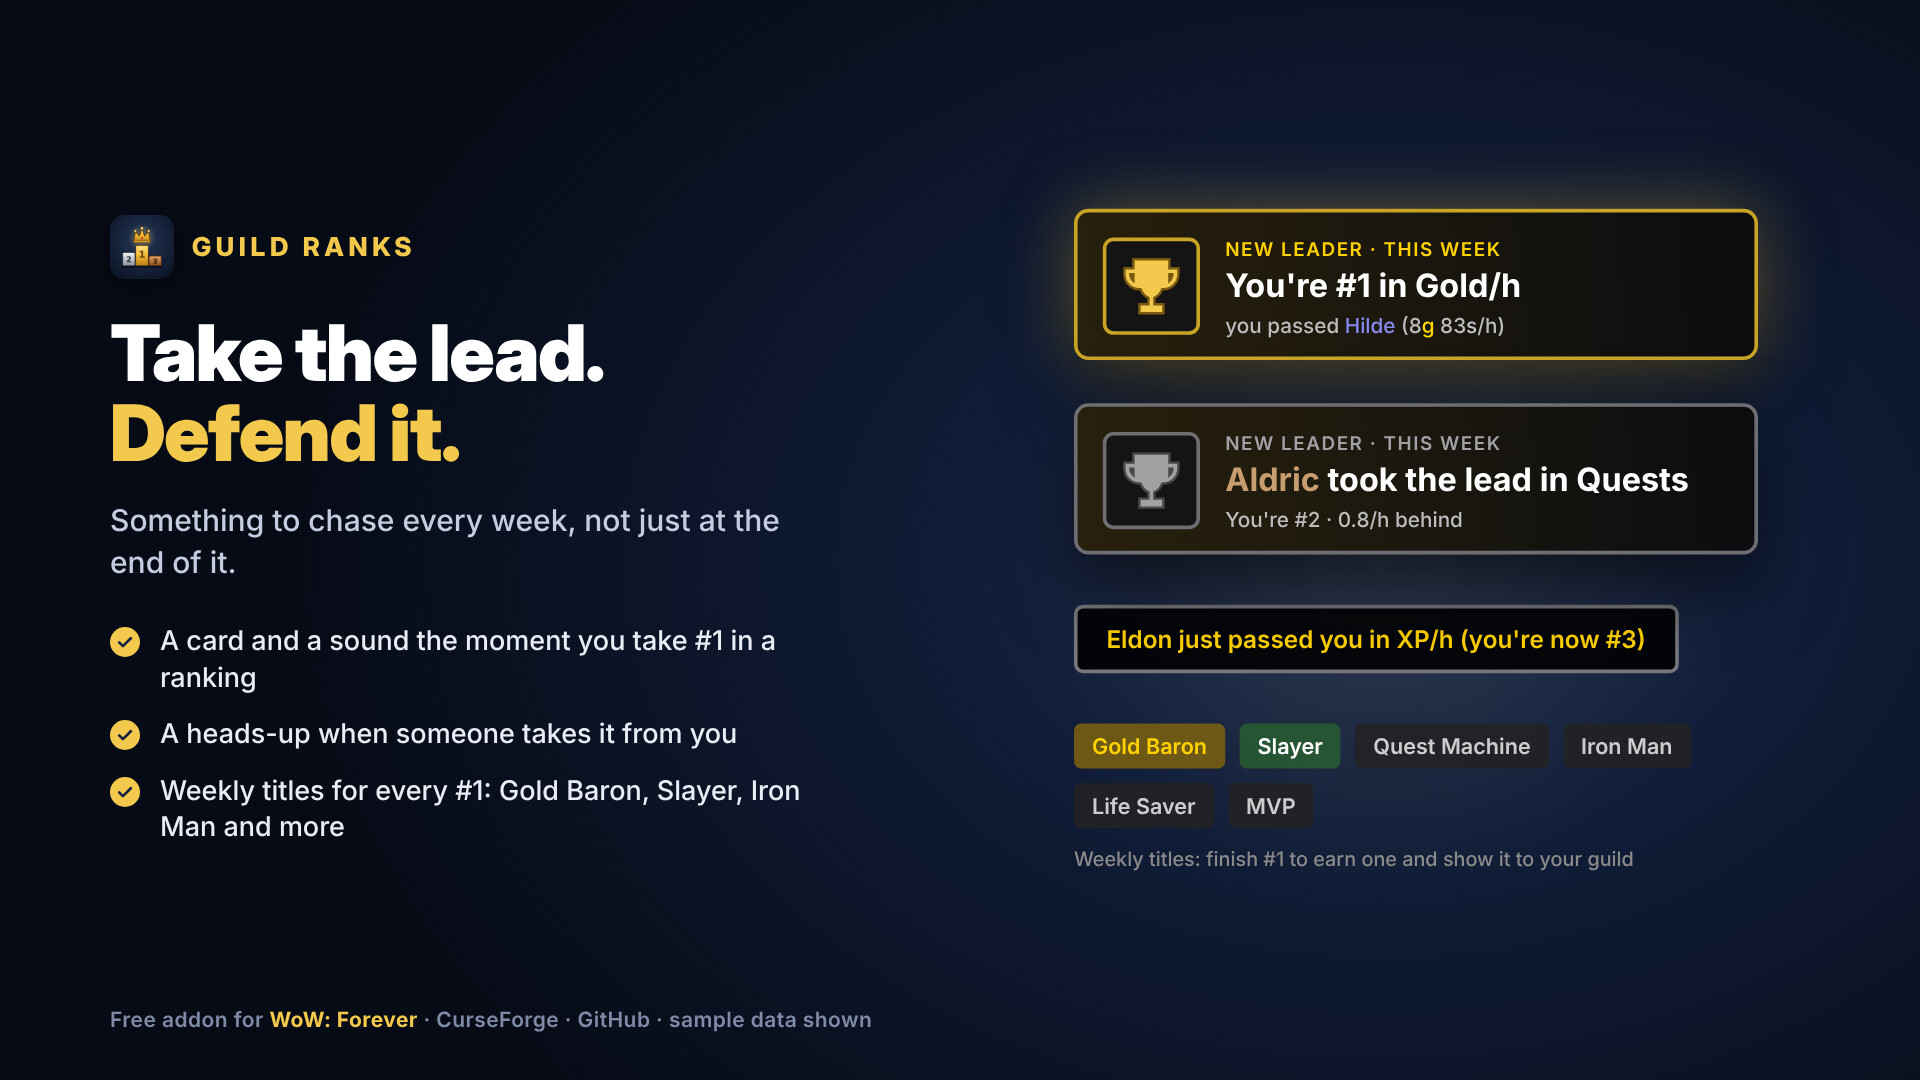 2 1 3
GUILD RANKS
Take the lead.
Defend it.
Something to chase every week, not just at the
end of it.
A card and a sound the moment you take #1 in a
ranking
A heads-up when someone takes it from you
Weekly titles for every #1: Gold Baron, Slayer, Iron
Man and more
NEW LEADER · THIS WEEK
You're #1 in Gold/h
you passed Hilde (8g 83s/h)
NEW LEADER · THIS WEEK
Aldric took the lead in Quests
You're #2 · 0.8/h behind
Eldon just passed you in XP/h (you're now #3)
Gold Baron Slayer Quest Machine Iron Man
Life Saver MVP
Weekly titles: finish #1 to earn one and show it to your guild
Free addon for WoW: Forever · CurseForge · GitHub · sample data shown